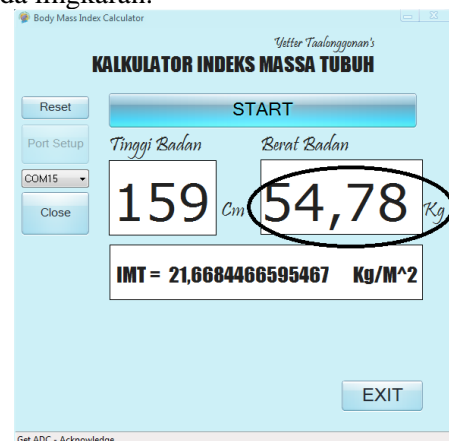 da lingkaran.
Body Mass Index Calculator
Yetter Taalonggonan's
KALKULATOR INDEKS MASSA TUBUH
Reset
START
Port Setup
Tinggi Badan
Berat Badan
COM15
159 Cm 54,78 Kg
Close
IMT = 21,6684466595467 Kg/M^2
EXIT
Get ADC - Acknowledge